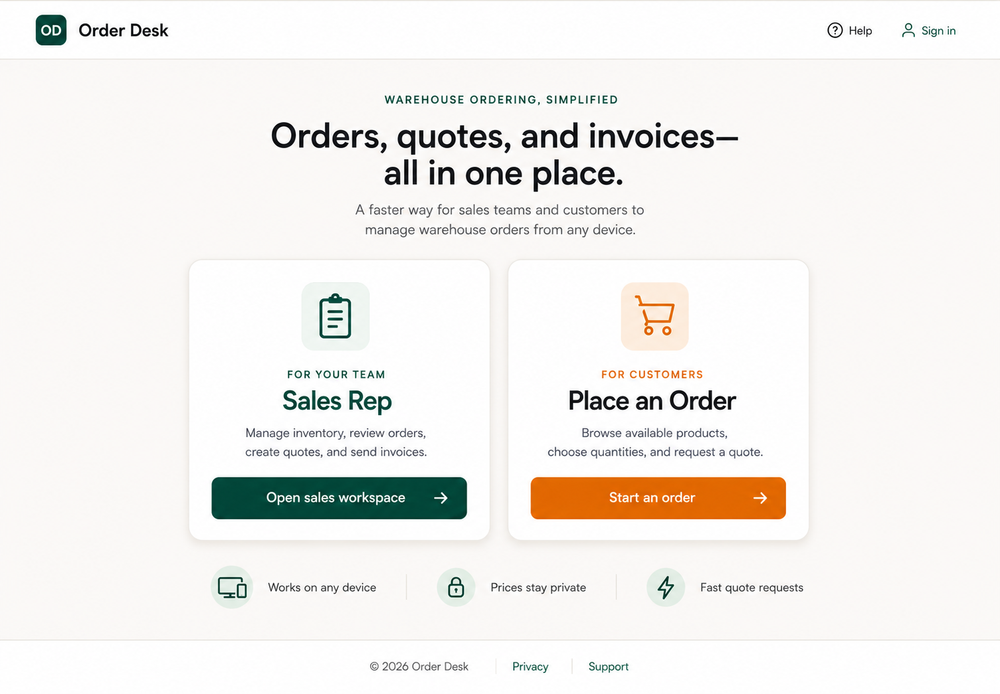 OD
Order Desk
Help
Sign in
WAREHOUSE ORDERING, SIMPLIFIED
Orders, quotes, and invoices—
all in one place.
A faster way for sales teams and customers to
manage warehouse orders from any device.
FOR YOUR TEAM
Sales Rep
Manage inventory, review orders,
create quotes, and send invoices.
Open sales workspace
FOR CUSTOMERS
Place an Order
Browse available products,
choose quantities, and request a quote.
Start an order
Works on any device
Prices stay private
Fast quote requests
© 2026 Order Desk
Privacy
Support